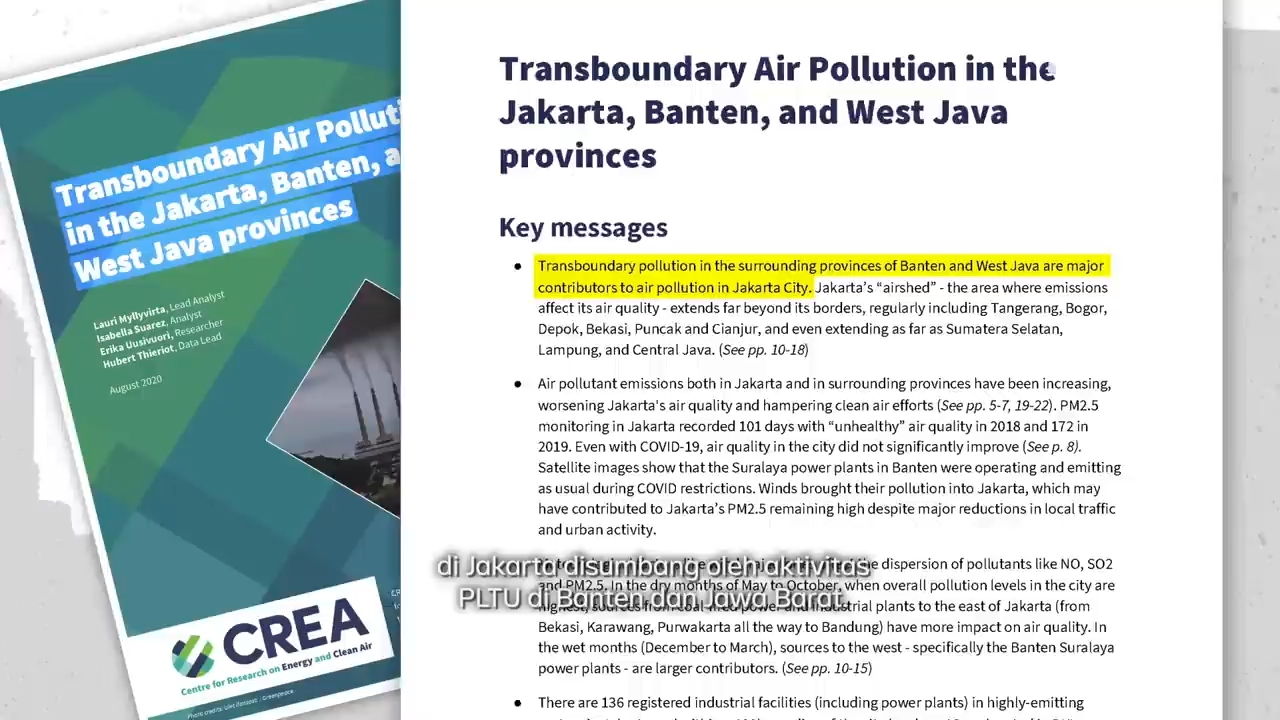 Transboundary Air Polluti
in the Jakarta, Banten, a
West Java provinces
Lauri Myllyvirta, Lead Analyst
Isabella Suarez, Analyst
Erika Uusivuori, Researcher
Hubert Thieriot, Data Lead
August 2020
CREA
Centre for Research on Energy and Clean Air
Transboundary Air Pollution in the
Jakarta, Banten, and West Java
provinces
Key messages
● Transboundary pollution in the surrounding provinces of Banten and West Java are major
contributors to air pollution in Jakarta City. Jakarta’s “airshed” - the area where emissions
affect its air quality - extends far beyond its borders, regularly including Tangerang, Bogor,
Depok, Bekasi, Puncak and Cianjur, and even extending as far as Sumatera Selatan,
Lampung, and Central Java. (See pp. 10-18)
● Air pollutant emissions both in Jakarta and in surrounding provinces have been increasing,
worsening Jakarta's air quality and hampering clean air efforts (See pp. 5-7, 19-22). PM2.5
monitoring in Jakarta recorded 101 days with “unhealthy” air quality in 2018 and 172 in
2019. Even with COVID-19, air quality in the city did not significantly improve (See p. 8).
Satellite images show that the Suralaya power plants in Banten were operating and emitting
as usual during COVID restrictions. Winds brought their pollution into Jakarta, which may
have contributed to Jakarta’s PM2.5 remaining high despite major reductions in local traffic
and urban activity.
dispersion of pollutants like NO, SO2
and PM2.5. In the dry months of May to October, when overall pollution levels in the city are
highest, sources from coal-fired power and industrial plants to the east of Jakarta (from
Bekasi, Karawang, Purwakarta all the way to Bandung) have more impact on air quality. In
the wet months (December to March), sources to the west - specifically the Banten Suralaya
power plants - are larger contributors. (See pp. 10-15)
● There are 136 registered industrial facilities (including power plants) in highly-emitting
di Jakarta disumbang oleh aktivitas
PLTU di Banten dan Jawa Barat.